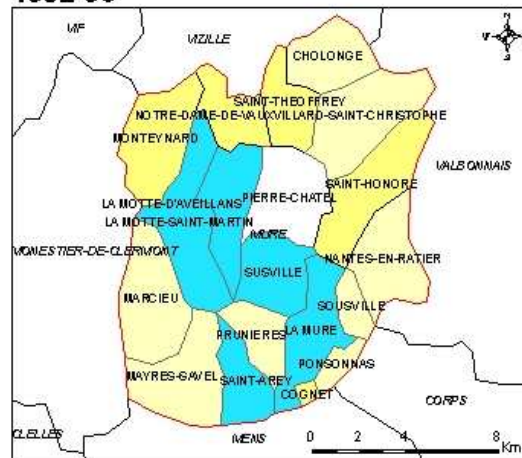 VIF
VIZILLE
CHOLONGE
SAINT-THEOFFREY
NOTRE-DAME-DE-VAUX
VILLARD-SAINT-CHRISTOPHE
MONTEYNARD
VALBONNAIS
SAINT-HONORE
PIERRE-CHATEL
LA MOTTE-D'AVEILLANS
LA MOTTE-SAINT-MARTIN
MURE
MONESTIER-DE-CLERMONT
NANTES-EN-RATIER
SUSVILLE
MARCIEU
SOUSVILLE
PRUNIERES
LA MURE
PONSONNAS
MAYRES-SAVEL
SAINT-AREY
COGNET
CORPS
CLELLES
MENS
0 2 4 8
Km